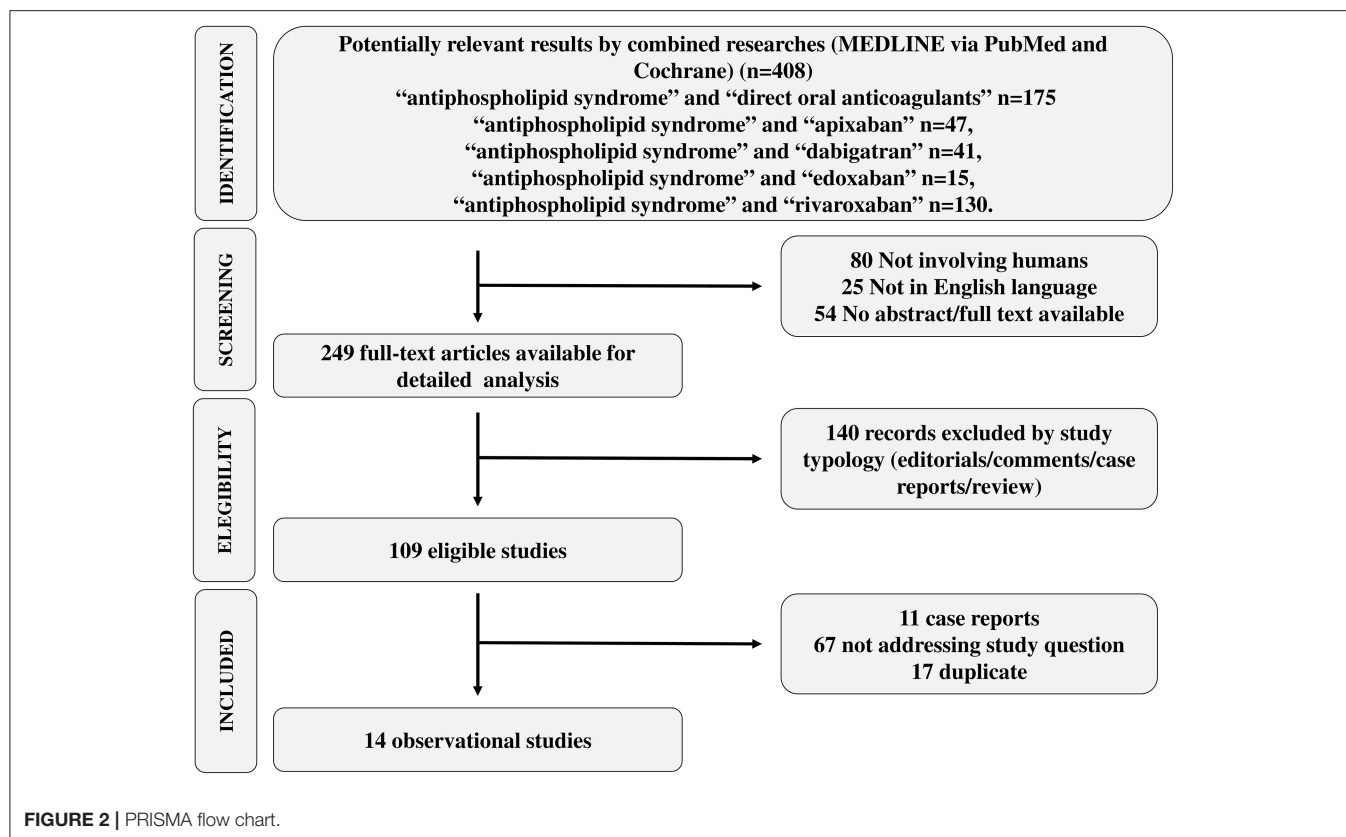 IDENTIFICATION
Potentially relevant results by combined researches (MEDLINE via PubMed and
Cochrane) (n=408)
“antiphospholipid syndrome” and “direct oral anticoagulants” n=175
“antiphospholipid syndrome” and “apixaban” n=47,
“antiphospholipid syndrome” and “dabigatran” n=41,
“antiphospholipid syndrome” and “edoxaban” n=15,
“antiphospholipid syndrome” and “rivaroxaban” n=130.
SCREENING
80 Not involving humans
25 Not in English language
54 No abstract/full text available
249 full-text articles available for
detailed analysis
ELEGIBILITY
140 records excluded by study
typology (editorials/comments/case
reports/review)
109 eligible studies
INCLUDED
11 case reports
67 not addressing study question
17 duplicate
14 observational studies
FIGURE 2 | PRISMA flow chart.